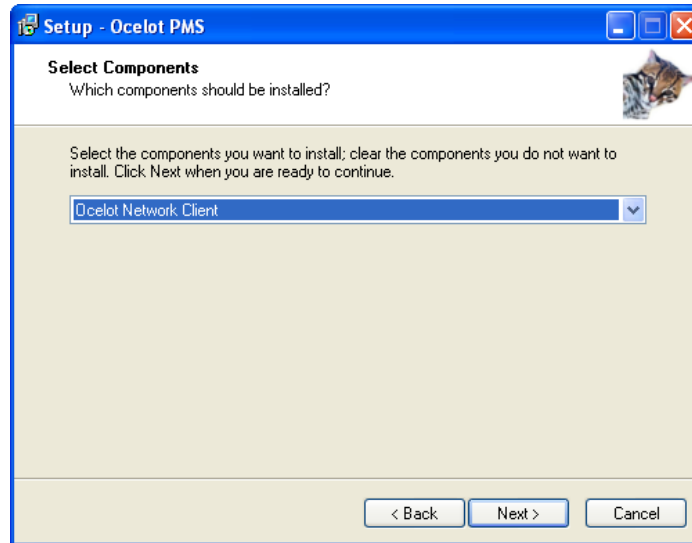 Setup - Ocelot PMS
Select Components
Which components should be installed?
Select the components you want to install; clear the components you do not want to
install. Click Next when you are ready to continue.
Ocelot Network Client
< Back Next > Cancel